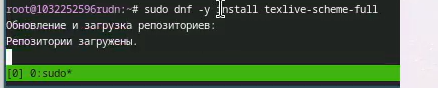 root@1032252596rudn:~# sudo dnf -y install texlive-scheme-full
Обновление и загрузка репозиториев:
Репозитории загружены.
[0] 0:sudo*